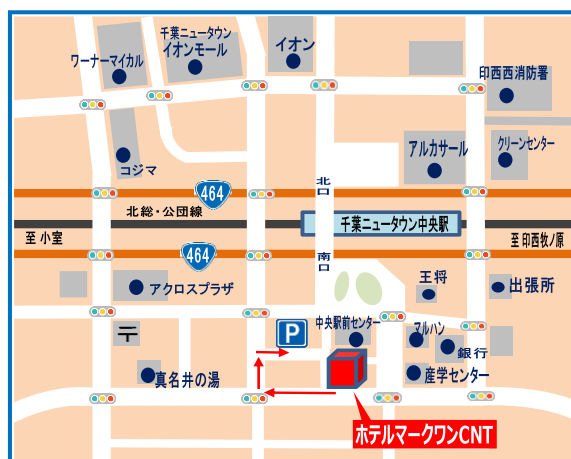 千葉ニュータウン
イオンモール
イオン
ワーナーマイカル
印西西消防署
アルカサール
クリーンセンター
コジマ
464
北口
北総・公団線
千葉ニュータウン中央駅
至 小室
至 印西牧ノ原
464
南口
アクロスプラザ
王将
出張所
〒
P
中央駅前センター
マルハン
銀行
真名井の湯
産学センター
ホテルマークワンCNT